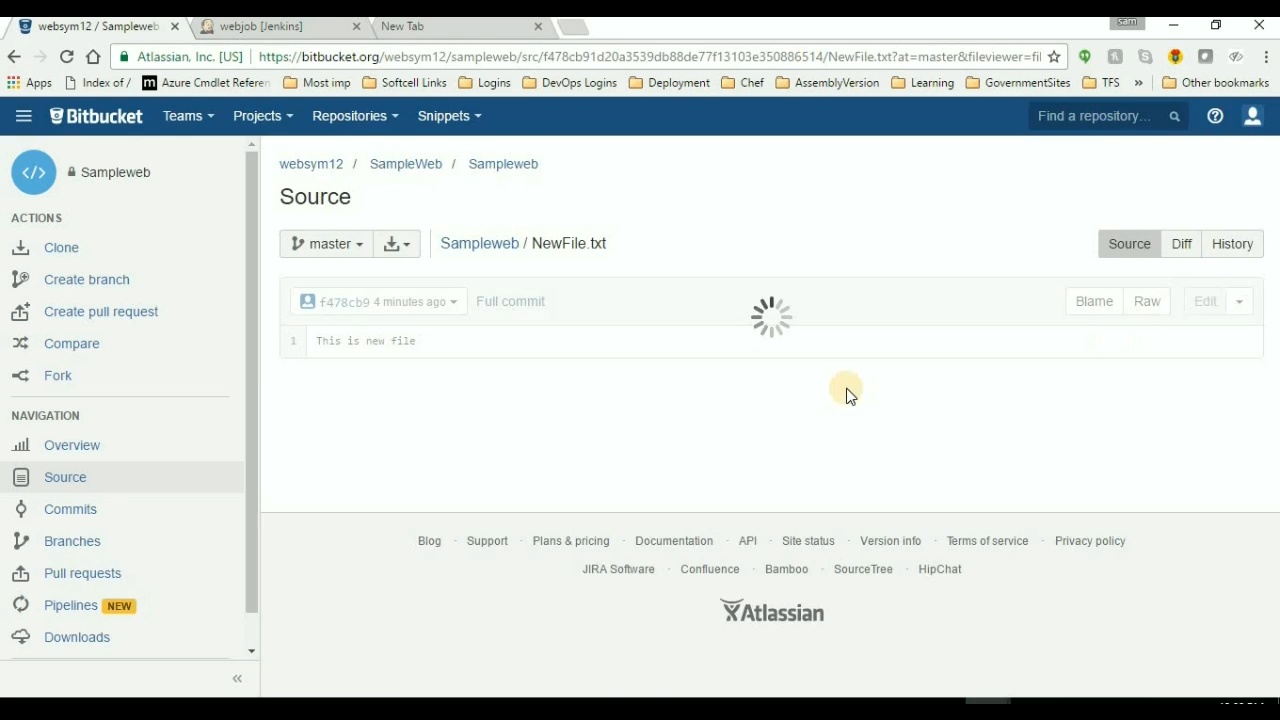 websym12 / Sampleweb
webjob [Jenkins]
New Tab
sam
Atlassian, Inc. [US]
https://bitbucket.org/websym12/sampleweb/src/f478cb91d20a3539db88de77f13103e350886514/NewFile.txt?at=master&fileviewer=fil
Apps
Index of /
Azure Cmdlet Referen
Most imp
Softcell Links
Logins
DevOps Logins
Deployment
Chef
AssemblyVersion
Learning
GovernmentSites
TFS
»
Other bookmarks
Bitbucket
Teams
Projects
Repositories
Snippets
Find a repository...
Sampleweb
ACTIONS
Clone
Create branch
Create pull request
Compare
Fork
NAVIGATION
Overview
Source
Commits
Branches
Pull requests
Pipelines NEW
Downloads
websym12 / SampleWeb / Sampleweb
Source
master
Sampleweb / NewFile.txt
Source
Diff
History
f478cb9 4 minutes ago
Full commit
Blame
Raw
Edit
1 This is new file
Blog · Support · Plans & pricing · Documentation · API · Site status · Version info · Terms of service · Privacy policy
JIRA Software · Confluence · Bamboo · SourceTree · HipChat
Atlassian